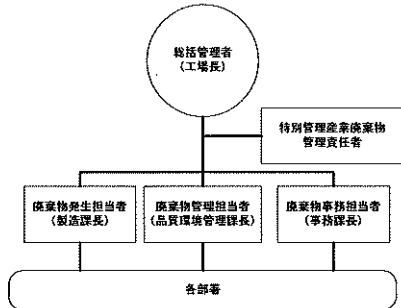 総括管理者
(工場長)
特別管理産業廃棄物
管理責任者
廃棄物発生担当者
(製造課長)
廃棄物管理担当者
(品質環境管理課長)
廃棄物事務担当者
(事務課長)
各部署